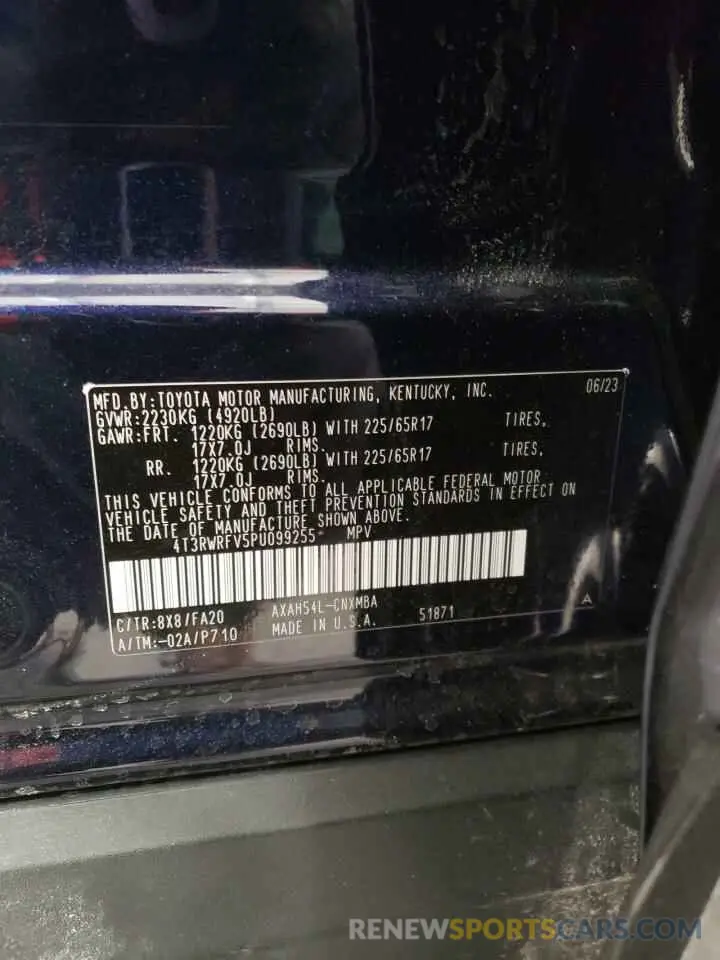 MFD. BY: TOYOTA MOTOR MANUFACTURING, KENTUCKY, INC. 06/23
GVWR: 2230KG (4920LB)
GAWR: FRT. 1220KG (2690LB) WITH 225/65R17 TIRES,
17X7.0J RIMS.
RR. 1220KG (2690LB) WITH 225/65R17 TIRES,
17X7.0J RIMS.
THIS VEHICLE CONFORMS TO ALL APPLICABLE FEDERAL MOTOR
VEHICLE SAFETY AND THEFT PREVENTION STANDARDS IN EFFECT ON
THE DATE OF MANUFACTURE SHOWN ABOVE.
4T3RWRFV5PU099255* MPV
C/TR: 8X8/FA20 AXAH54L-CNXMBA
A/TM: -02A/P710 MADE IN U.S.A. 51871 A
RENEWSPORTSCARS.COM